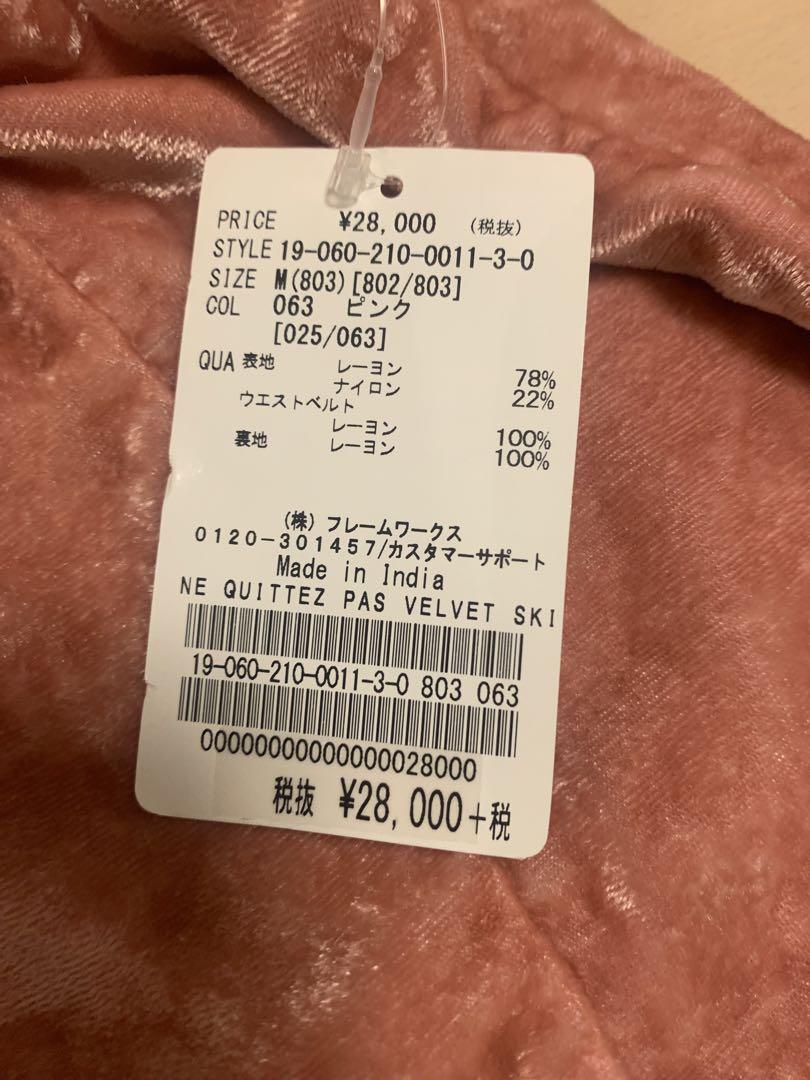 PRICE ¥28,000 (税抜)
STYLE 19-060-210-0011-3-0
SIZE M(803)[802/803]
COL 063 ピンク
[025/063]
QUA 表地 レーヨン 78%
ナイロン 22%
ウエストベルト
レーヨン 100%
裏地 レーヨン 100%
(株)フレームワークス
0120-301457/カスタマーサポート
Made in India
NE QUITTEZ PAS VELVET SKI
19-060-210-0011-3-0 803 063
0000000000000000028000
税抜 ¥28,000+税